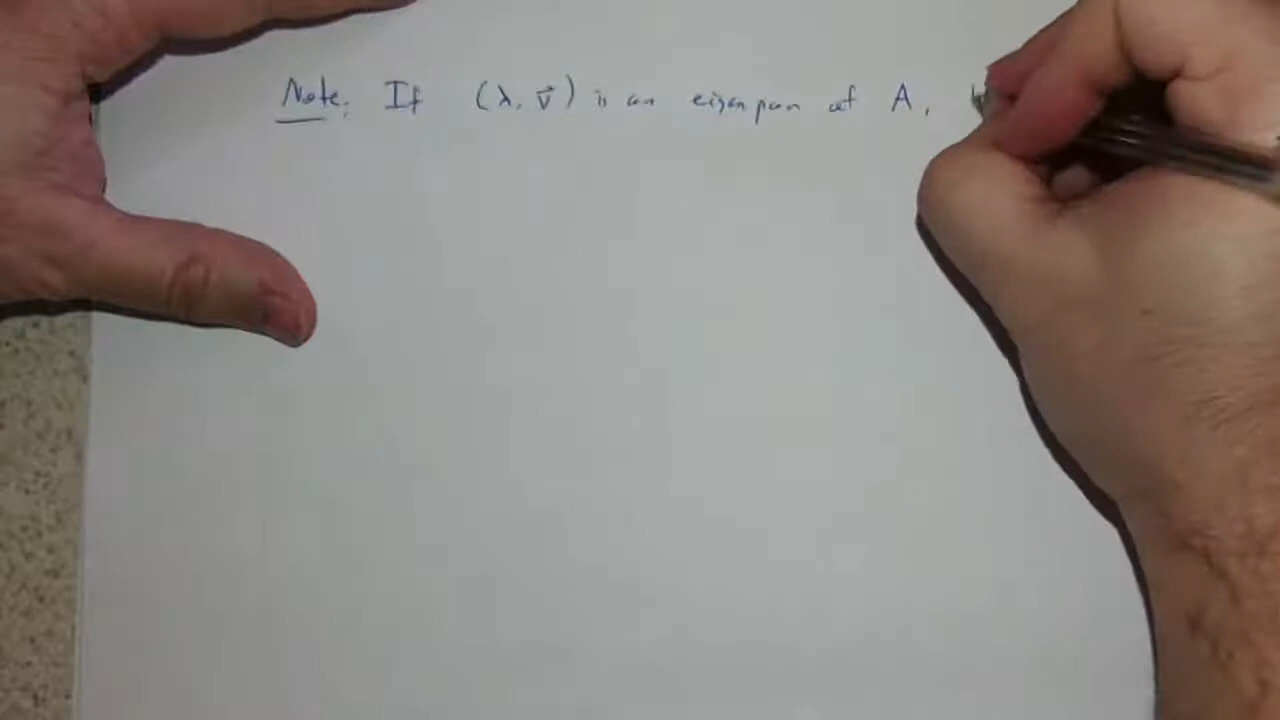 Note: If (λ, v⃗) is an eigenpair of A,